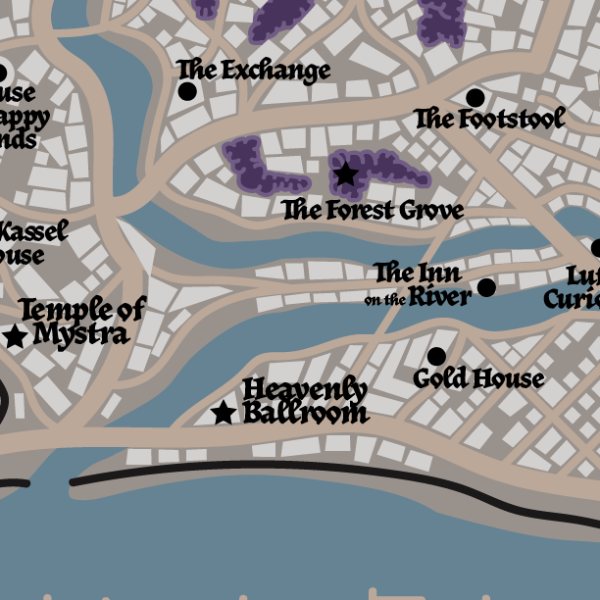 The Exchange
use
appy
nds
The Footstool
The Forest Grove
Kassel
ouse
The Inn
on the River
Luf
Curi
Temple of
Mystra
Gold House
Heavenly
Ballroom